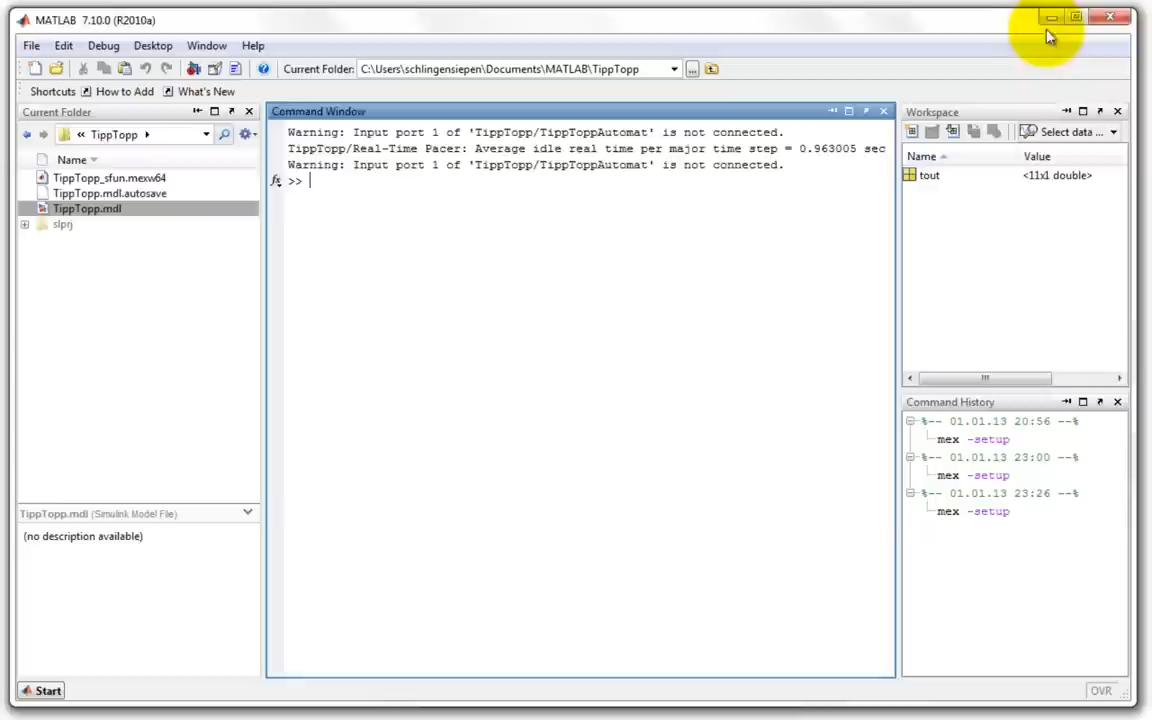 MATLAB 7.10.0 (R2010a)
File Edit Debug Desktop Window Help
Current Folder: C:\Users\schlingensiepen\Documents\MATLAB\TippTopp ...
Shortcuts How to Add What's New
Current Folder
« TippTopp
Name
TippTopp_sfun.mexw64
TippTopp.mdl.autosave
TippTopp.mdl
slprj
TippTopp.mdl (Simulink Model File)
(no description available)
Command Window
Warning: Input port 1 of 'TippTopp/TippToppAutomat' is not connected.
TippTopp/Real-Time Pacer: Average idle real time per major time step = 0.963005 sec
Warning: Input port 1 of 'TippTopp/TippToppAutomat' is not connected.
fx >>
Workspace
Select data ...
Name Value
tout <11x1 double>
Command History
%-- 01.01.13 20:56 --%
mex -setup
%-- 01.01.13 23:00 --%
mex -setup
%-- 01.01.13 23:26 --%
mex -setup
Start
OVR